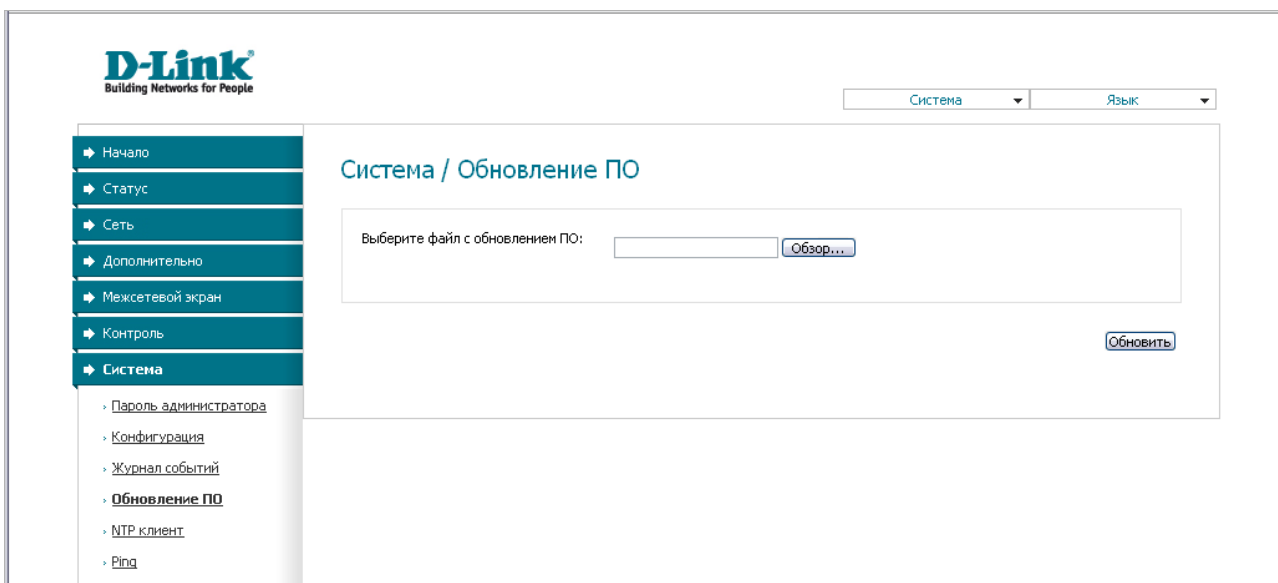 D-Link
Building Networks for People
Система
Язык
Начало
Статус
Сеть
Дополнительно
Межсетевой экран
Контроль
Система
Пароль администратора
Конфигурация
Журнал событий
Обновление ПО
NTP клиент
Ping
Система / Обновление ПО
Выберите файл с обновлением ПО:
Обзор...
Обновить